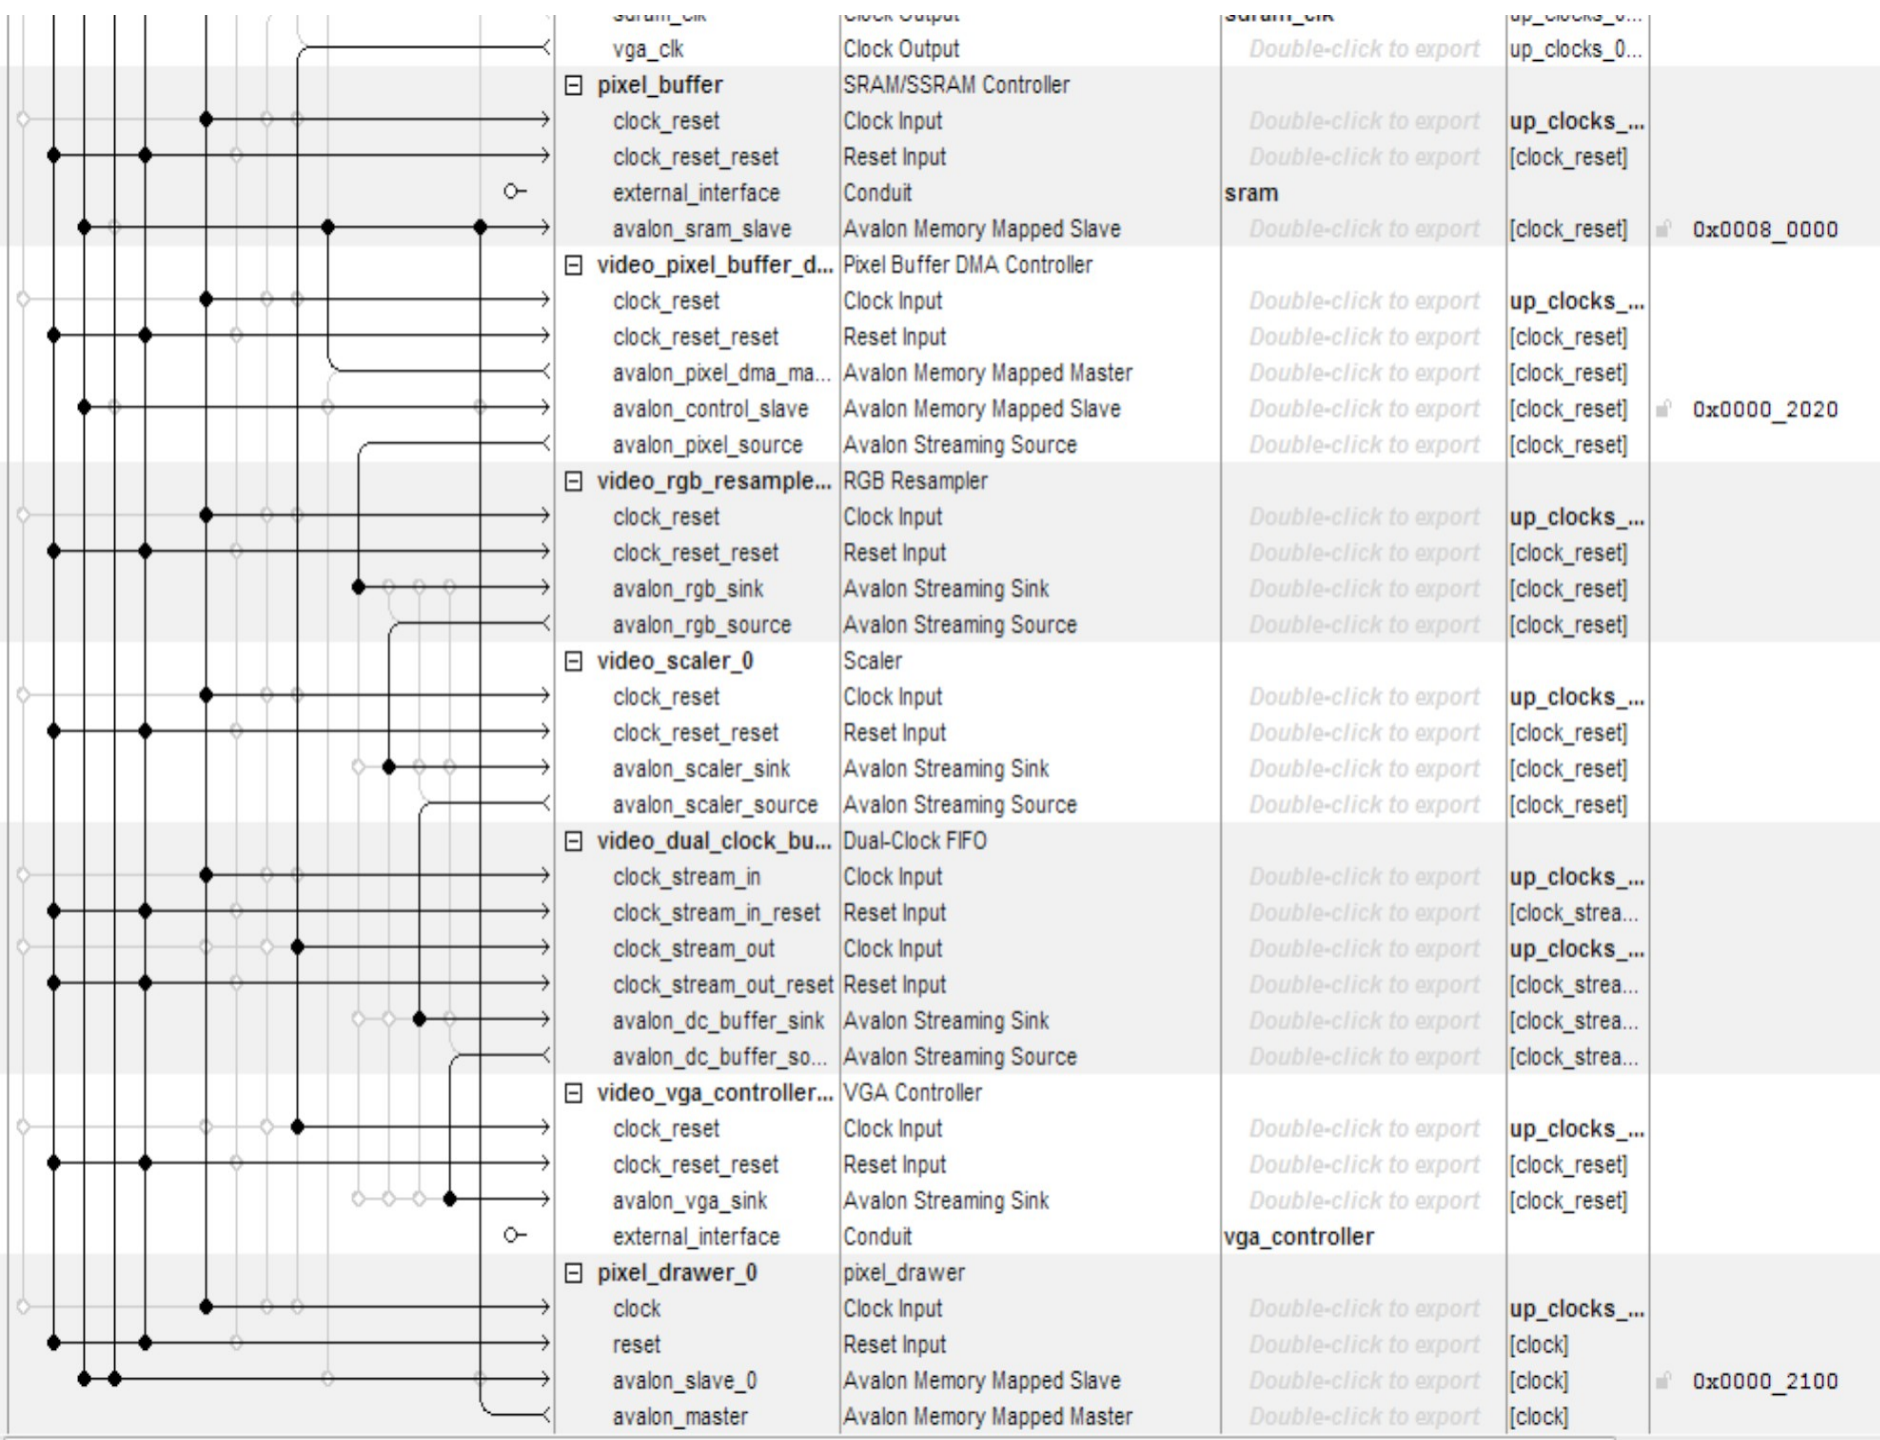 sdram_clk Clock Output sdram_clk up_clocks_0...
vga_clk Clock Output Double-click to export up_clocks_0...
pixel_buffer SRAM/SSRAM Controller
clock_reset Clock Input Double-click to export up_clocks_...
clock_reset_reset Reset Input Double-click to export [clock_reset]
external_interface Conduit sram
avalon_sram_slave Avalon Memory Mapped Slave Double-click to export [clock_reset] 0x0008_0000
video_pixel_buffer_d... Pixel Buffer DMA Controller
clock_reset Clock Input Double-click to export up_clocks_...
clock_reset_reset Reset Input Double-click to export [clock_reset]
avalon_pixel_dma_ma... Avalon Memory Mapped Master Double-click to export [clock_reset]
avalon_control_slave Avalon Memory Mapped Slave Double-click to export [clock_reset] 0x0000_2020
avalon_pixel_source Avalon Streaming Source Double-click to export [clock_reset]
video_rgb_resample... RGB Resampler
clock_reset Clock Input Double-click to export up_clocks_...
clock_reset_reset Reset Input Double-click to export [clock_reset]
avalon_rgb_sink Avalon Streaming Sink Double-click to export [clock_reset]
avalon_rgb_source Avalon Streaming Source Double-click to export [clock_reset]
video_scaler_0 Scaler
clock_reset Clock Input Double-click to export up_clocks_...
clock_reset_reset Reset Input Double-click to export [clock_reset]
avalon_scaler_sink Avalon Streaming Sink Double-click to export [clock_reset]
avalon_scaler_source Avalon Streaming Source Double-click to export [clock_reset]
video_dual_clock_bu... Dual-Clock FIFO
clock_stream_in Clock Input Double-click to export up_clocks_...
clock_stream_in_reset Reset Input Double-click to export [clock_strea...
clock_stream_out Clock Input Double-click to export up_clocks_...
clock_stream_out_reset Reset Input Double-click to export [clock_strea...
avalon_dc_buffer_sink Avalon Streaming Sink Double-click to export [clock_strea...
avalon_dc_buffer_so... Avalon Streaming Source Double-click to export [clock_strea...
video_vga_controller... VGA Controller
clock_reset Clock Input Double-click to export up_clocks_...
clock_reset_reset Reset Input Double-click to export [clock_reset]
avalon_vga_sink Avalon Streaming Sink Double-click to export [clock_reset]
external_interface Conduit vga_controller
pixel_drawer_0 pixel_drawer
clock Clock Input Double-click to export up_clocks_...
reset Reset Input Double-click to export [clock]
avalon_slave_0 Avalon Memory Mapped Slave Double-click to export [clock] 0x0000_2100
avalon_master Avalon Memory Mapped Master Double-click to export [clock]